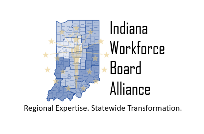 Indiana
Workforce
Board
Alliance
Regional Expertise. Statewide Transformation.